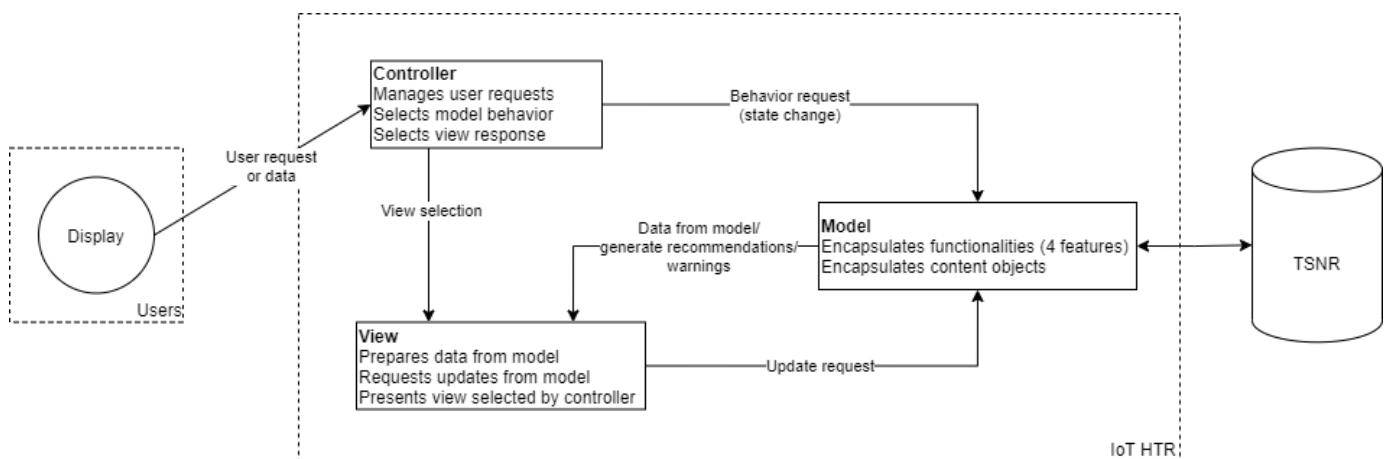 Controller
Manages user requests
Selects model behavior
Selects view response
Behavior request
(state change)
User request
or data
Display
Users
View selection
Data from model/
generate recommendations/
warnings
Model
Encapsulates functionalities (4 features)
Encapsulates content objects
TSNR
View
Prepares data from model
Requests updates from model
Presents view selected by controller
Update request
IoT HTR